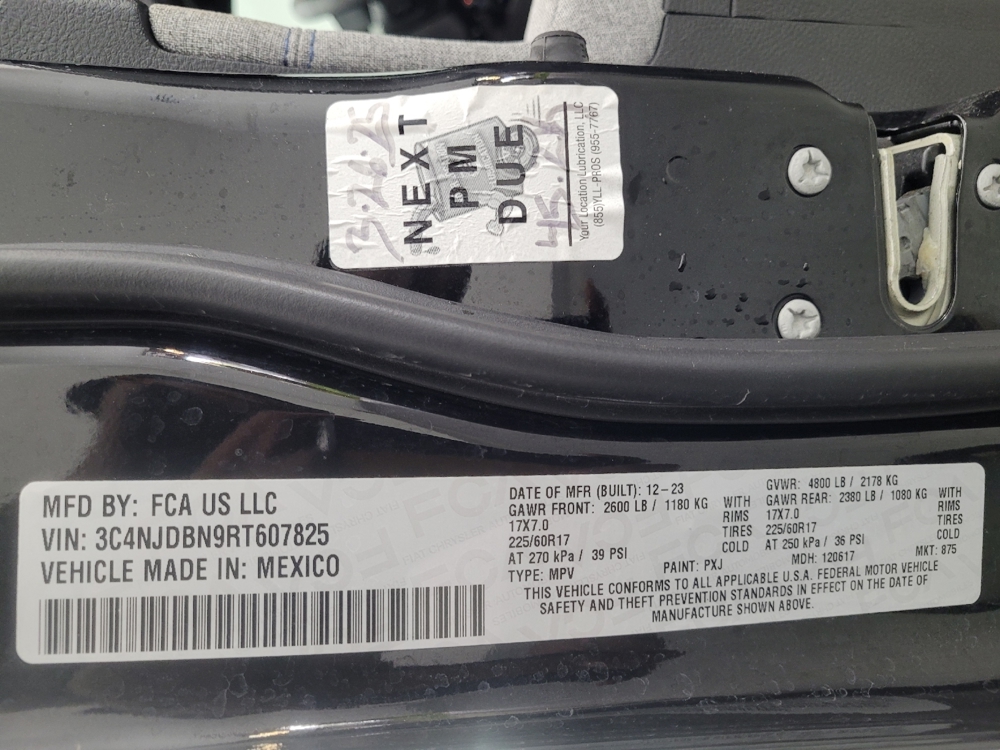 NEXT
PM
DUE
Your Location Lubrication, LLC
(855)YLL-PROS (955-7767)
MFD BY: FCA US LLC
VIN: 3C4NJDBN9RT607825
VEHICLE MADE IN: MEXICO
DATE OF MFR (BUILT): 12-23
GVWR: 4800 LB / 2178 KG
GAWR FRONT: 2600 LB / 1180 KG WITH
17X7.0 RIMS
225/60R17 TIRES
AT 270 kPa / 39 PSI COLD
GAWR REAR: 2380 LB / 1080 KG WITH
17X7.0 RIMS
225/60R17 TIRES
AT 250 kPa / 36 PSI COLD
TYPE: MPV PAINT: PXJ MDH: 120617 MKT: 875
THIS VEHICLE CONFORMS TO ALL APPLICABLE U.S.A. FEDERAL MOTOR VEHICLE
SAFETY AND THEFT PREVENTION STANDARDS IN EFFECT ON THE DATE OF
MANUFACTURE SHOWN ABOVE.